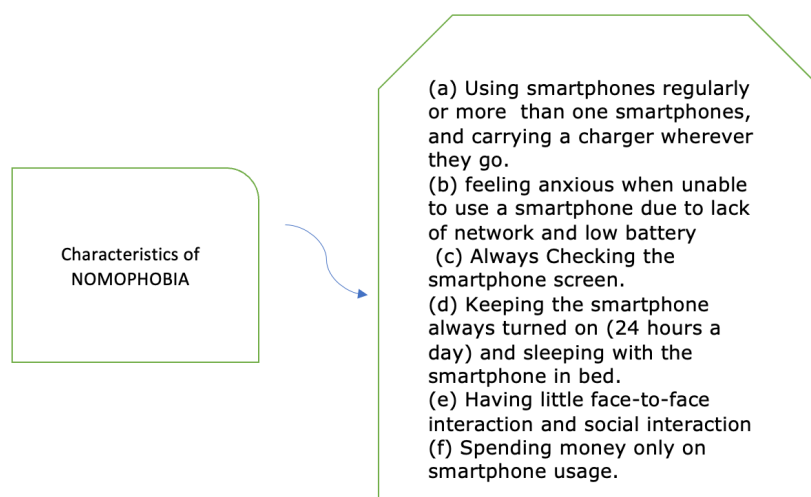 Characteristics of
NOMOPHOBIA
(a) Using smartphones regularly
or more  than one smartphones,
and carrying a charger wherever
they go.
(b) feeling anxious when unable
to use a smartphone due to lack
of network and low battery
(c) Always Checking the
smartphone screen.
(d) Keeping the smartphone
always turned on (24 hours a
day) and sleeping with the
smartphone in bed.
(e) Having little face-to-face
interaction and social interaction
(f) Spending money only on
smartphone usage.